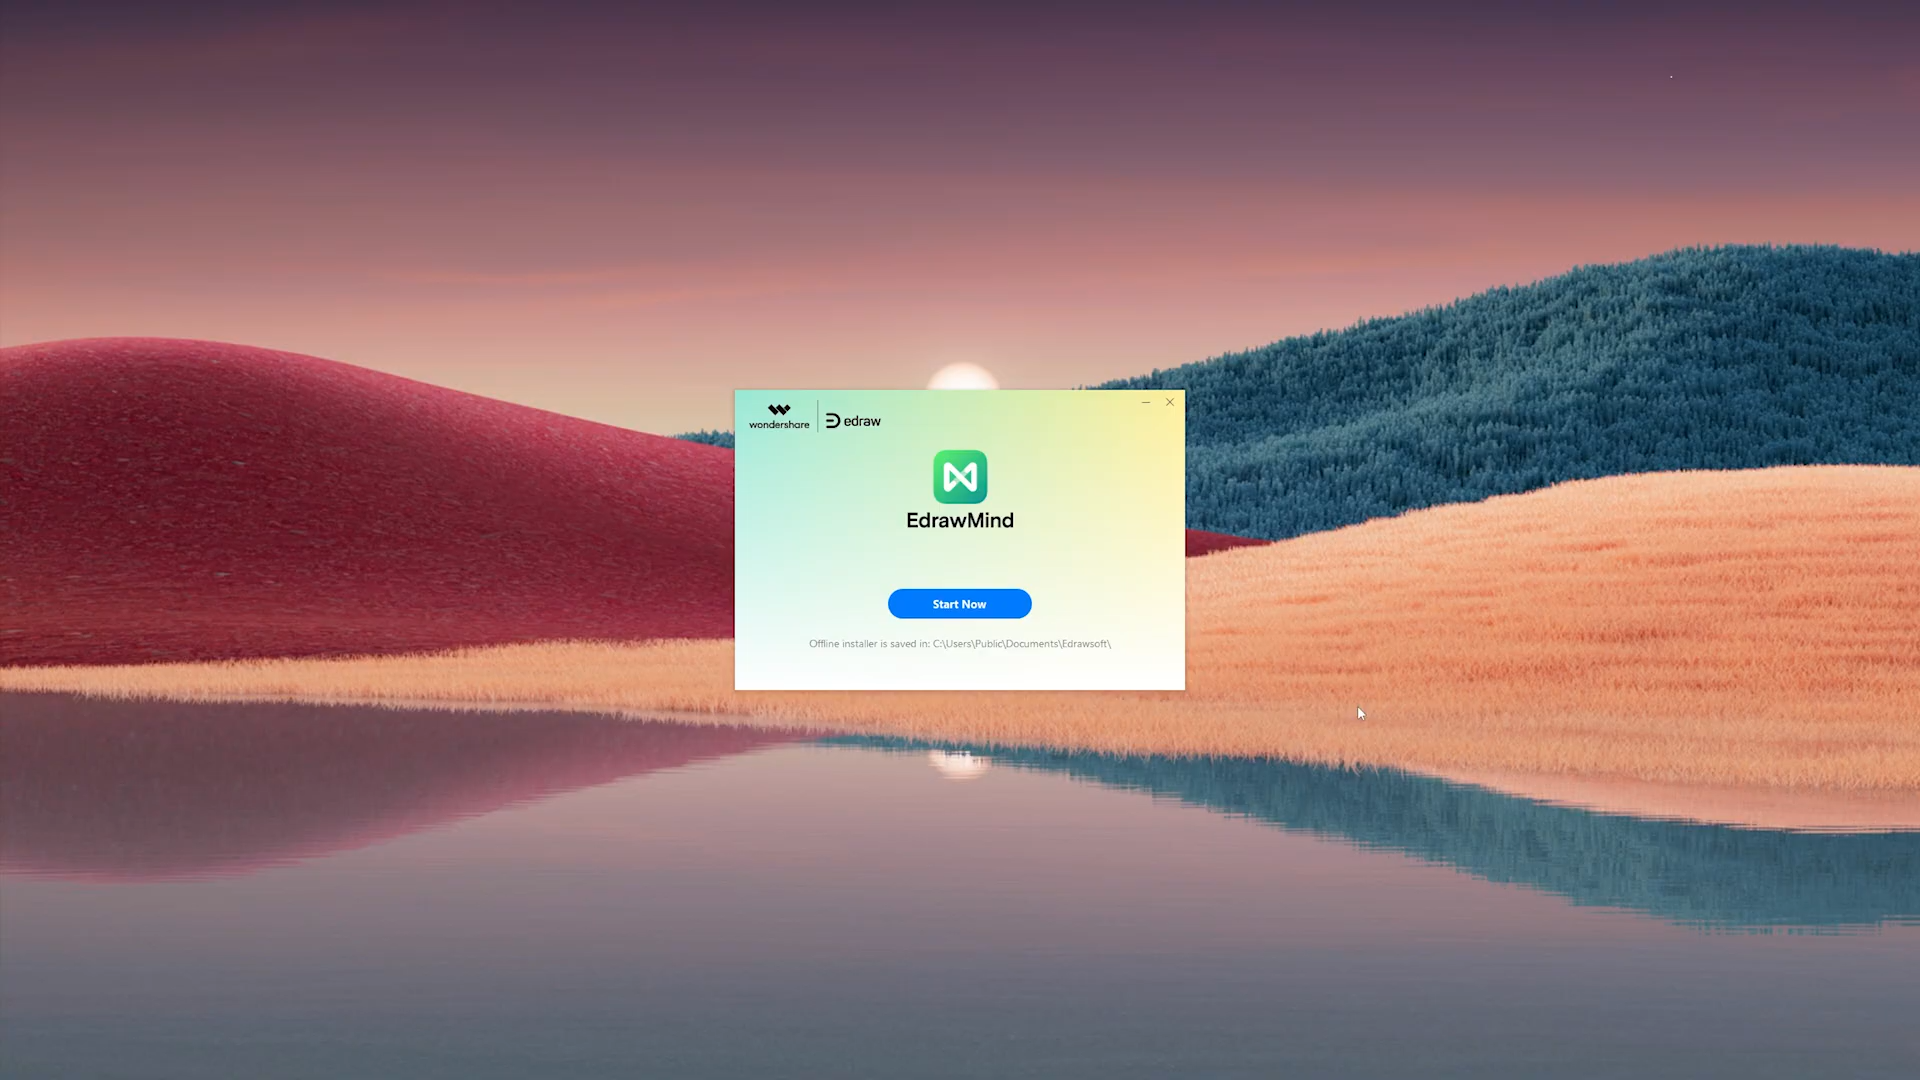 wondershare
edraw
EdrawMind
Start Now
Offline installer is saved in: C:\Users\Public\Documents\Edrawsoft\